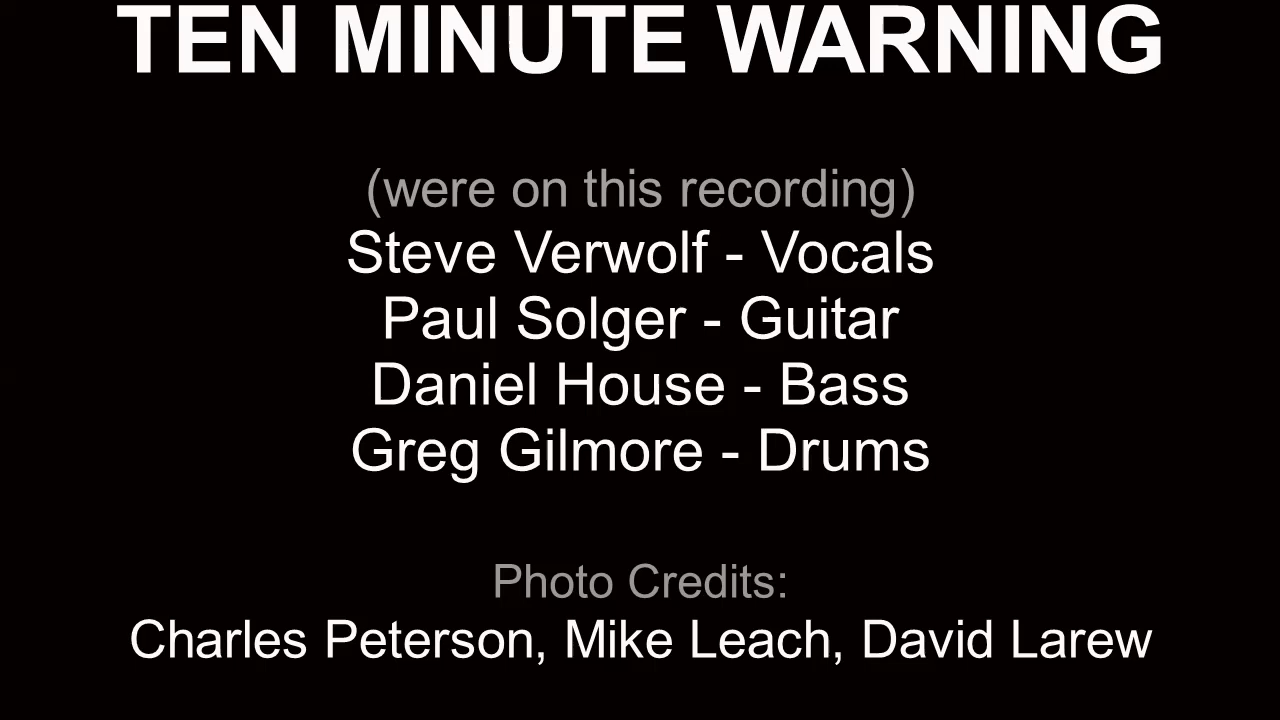 TEN MINUTE WARNING
(were on this recording)
Steve Verwolf - Vocals
Paul Solger - Guitar
Daniel House - Bass
Greg Gilmore - Drums
Photo Credits:
Charles Peterson, Mike Leach, David Larew